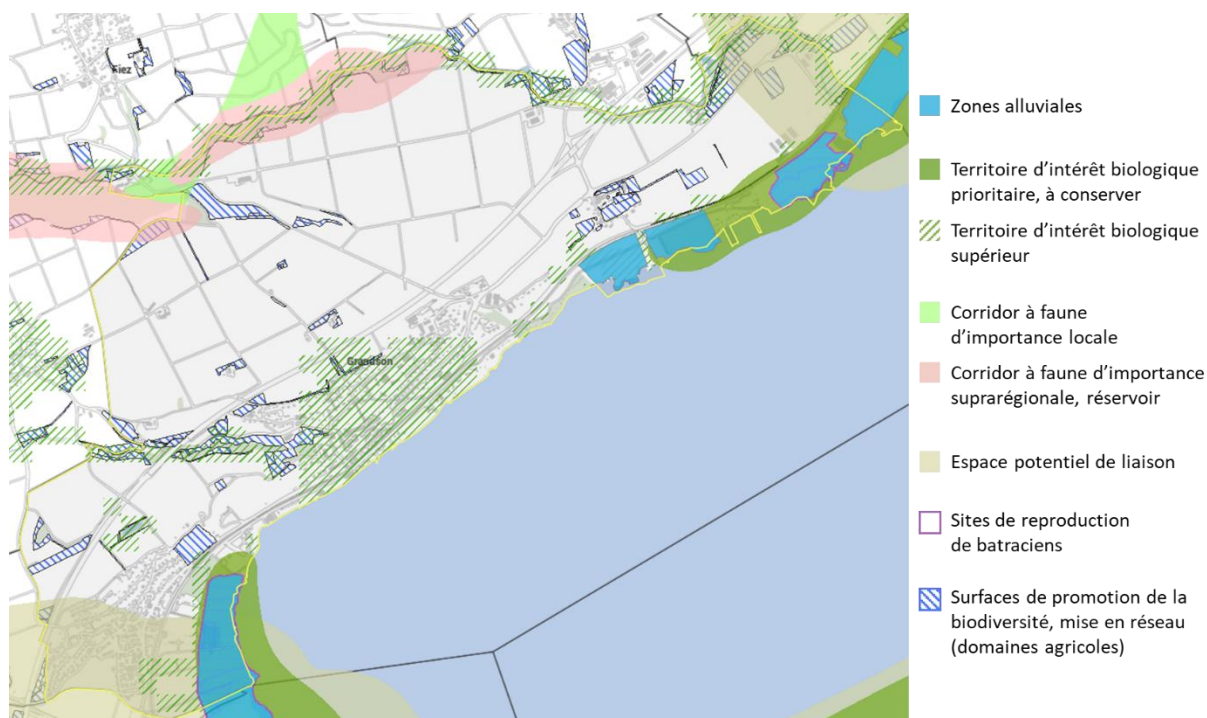 Fiez
Grandson
Zones alluviales
Territoire d'intérêt biologique
prioritaire, à conserver
Territoire d'intérêt biologique
supérieur
Corridor à faune
d'importance locale
Corridor à faune d'importance
suprarégionale, réservoir
Espace potentiel de liaison
Sites de reproduction
de batraciens
Surfaces de promotion de la
biodiversité, mise en réseau
(domaines agricoles)